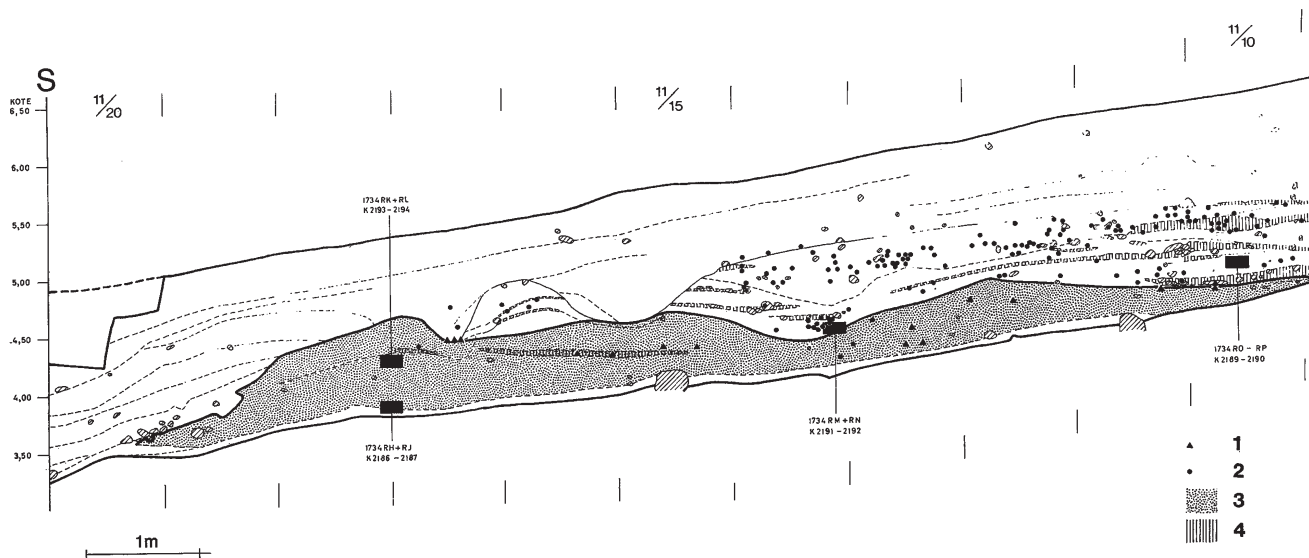 S
KOTE
6,50
6,00
5,50
5,00
4,50
4,00
3,50
11/20
11/15
11/10
1734 RK+RL
K 2193-2194
1734 RH+RJ
K 2186-2187
1734 RM+RN
K 2191-2192
1734 RO-RP
K 2189-2190
1
2
3
4
1m